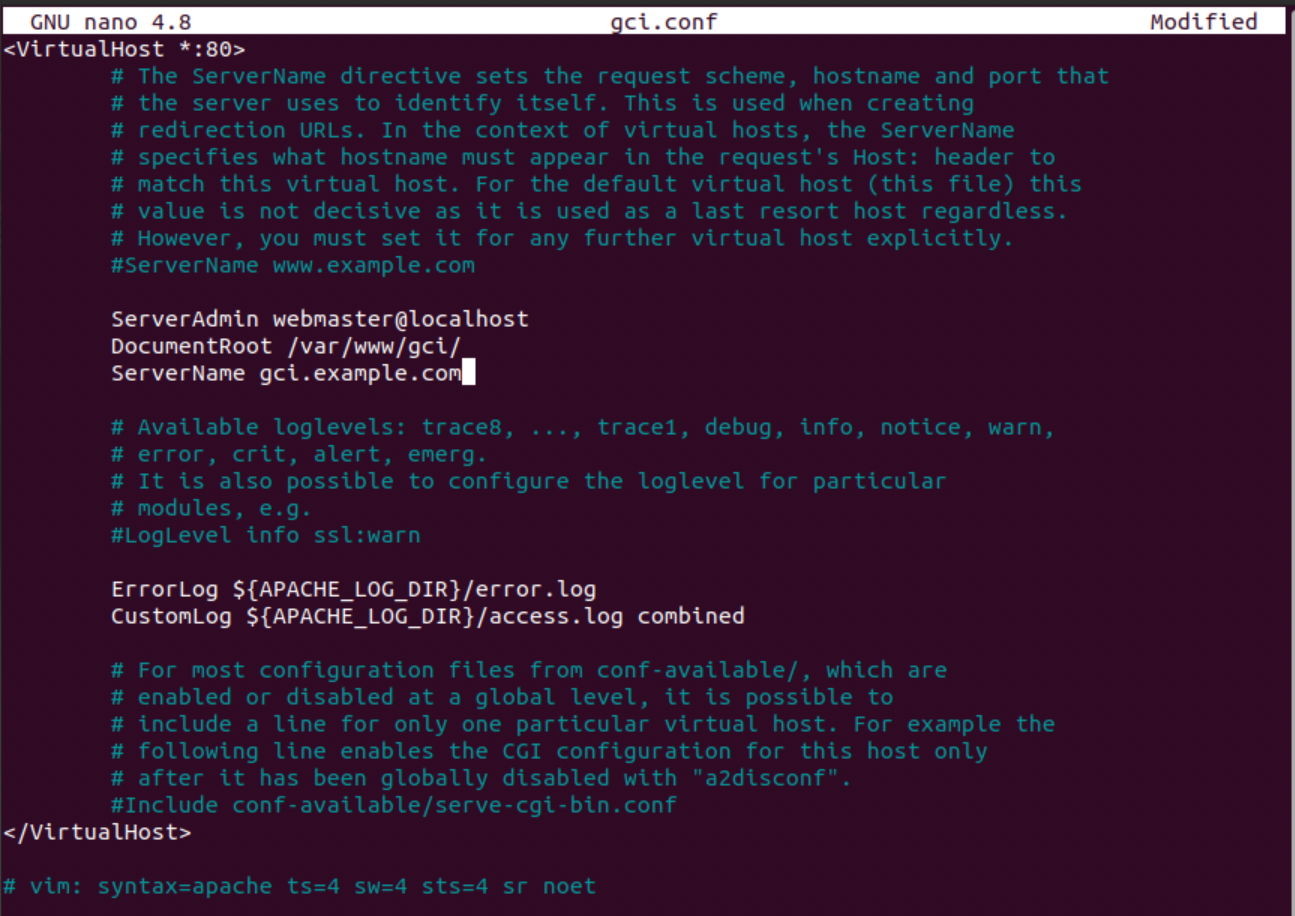 GNU nano 4.8 gci.conf Modified
<VirtualHost *:80>
# The ServerName directive sets the request scheme, hostname and port that
# the server uses to identify itself. This is used when creating
# redirection URLs. In the context of virtual hosts, the ServerName
# specifies what hostname must appear in the request's Host: header to
# match this virtual host. For the default virtual host (this file) this
# value is not decisive as it is used as a last resort host regardless.
# However, you must set it for any further virtual host explicitly.
#ServerName www.example.com
ServerAdmin webmaster@localhost
DocumentRoot /var/www/gci/
ServerName gci.example.com
# Available loglevels: trace8, ..., trace1, debug, info, notice, warn,
# error, crit, alert, emerg.
# It is also possible to configure the loglevel for particular
# modules, e.g.
#LogLevel info ssl:warn
ErrorLog ${APACHE_LOG_DIR}/error.log
CustomLog ${APACHE_LOG_DIR}/access.log combined
# For most configuration files from conf-available/, which are
# enabled or disabled at a global level, it is possible to
# include a line for only one particular virtual host. For example the
# following line enables the CGI configuration for this host only
# after it has been globally disabled with "a2disconf".
#Include conf-available/serve-cgi-bin.conf
</VirtualHost>
# vim: syntax=apache ts=4 sw=4 sts=4 sr noet